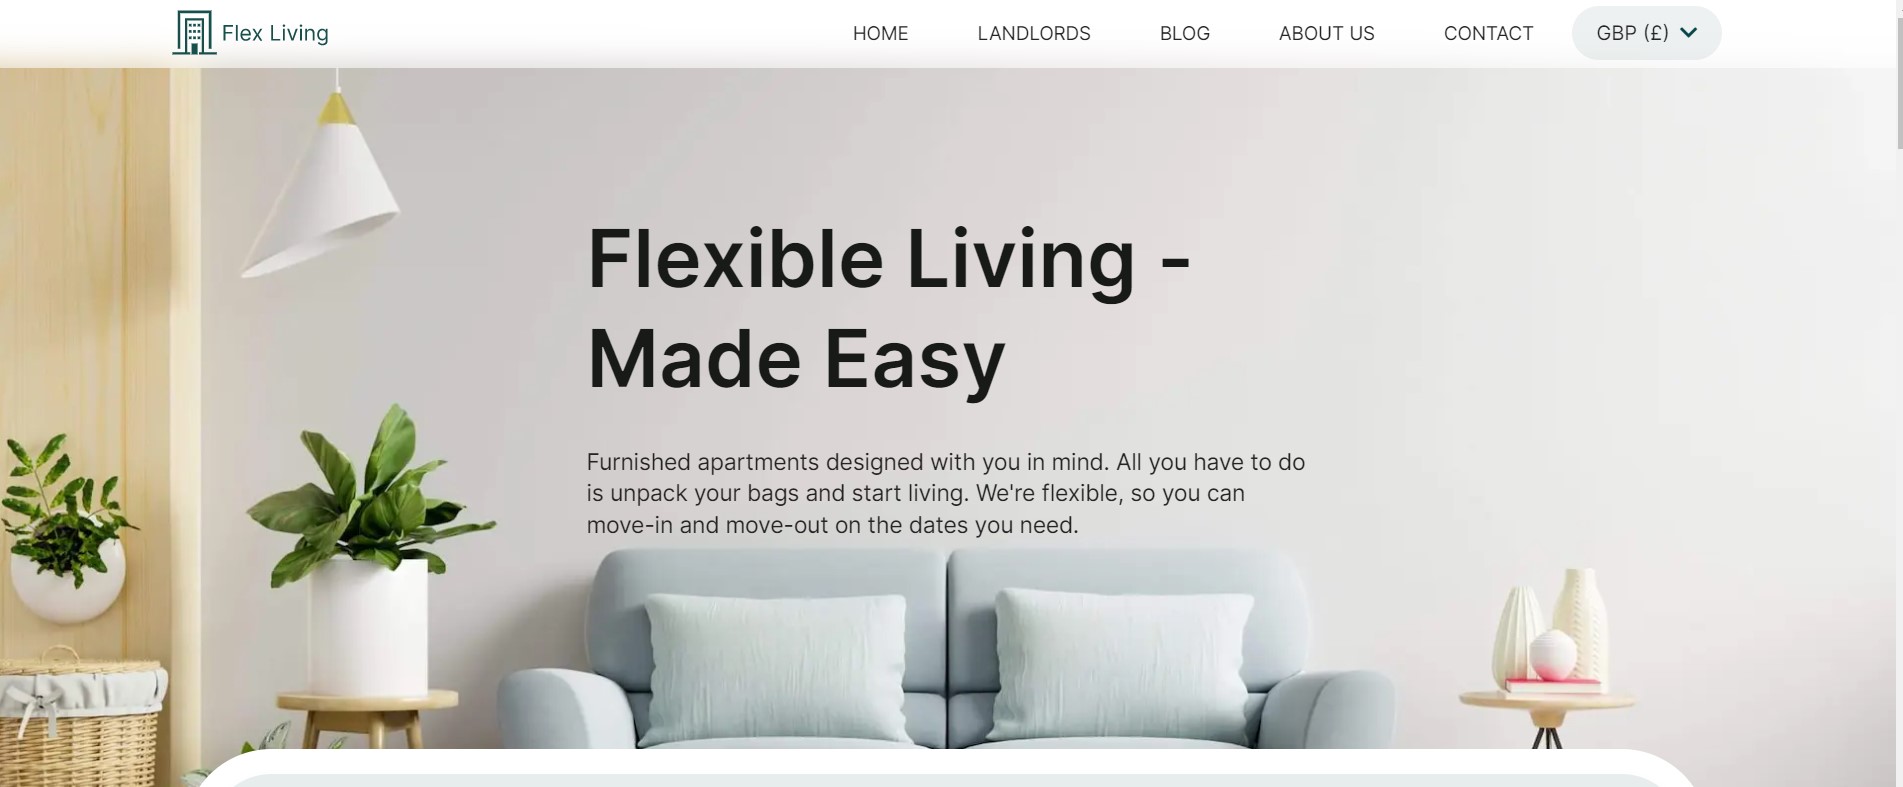 Flex Living
HOME
LANDLORDS
BLOG
ABOUT US
CONTACT
GBP (£)
Flexible Living -
Made Easy
Furnished apartments designed with you in mind. All you have to do
is unpack your bags and start living. We're flexible, so you can
move-in and move-out on the dates you need.